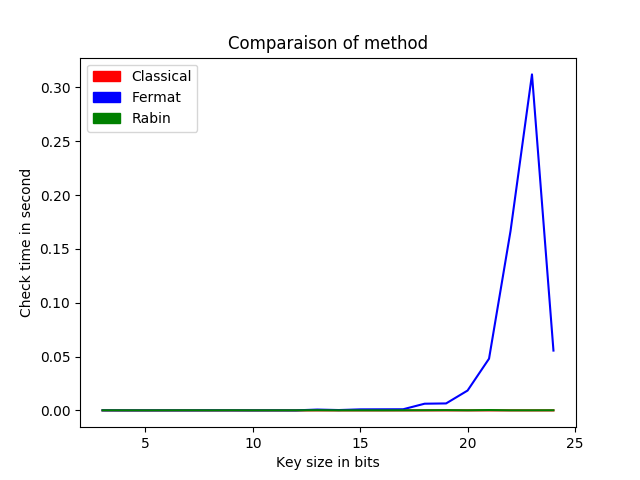 Comparaison of method
Classical
Fermat
Rabin
0.30
0.25
0.20
0.15
0.10
0.05
0.00
Check time in second
5
10
15
20
25
Key size in bits